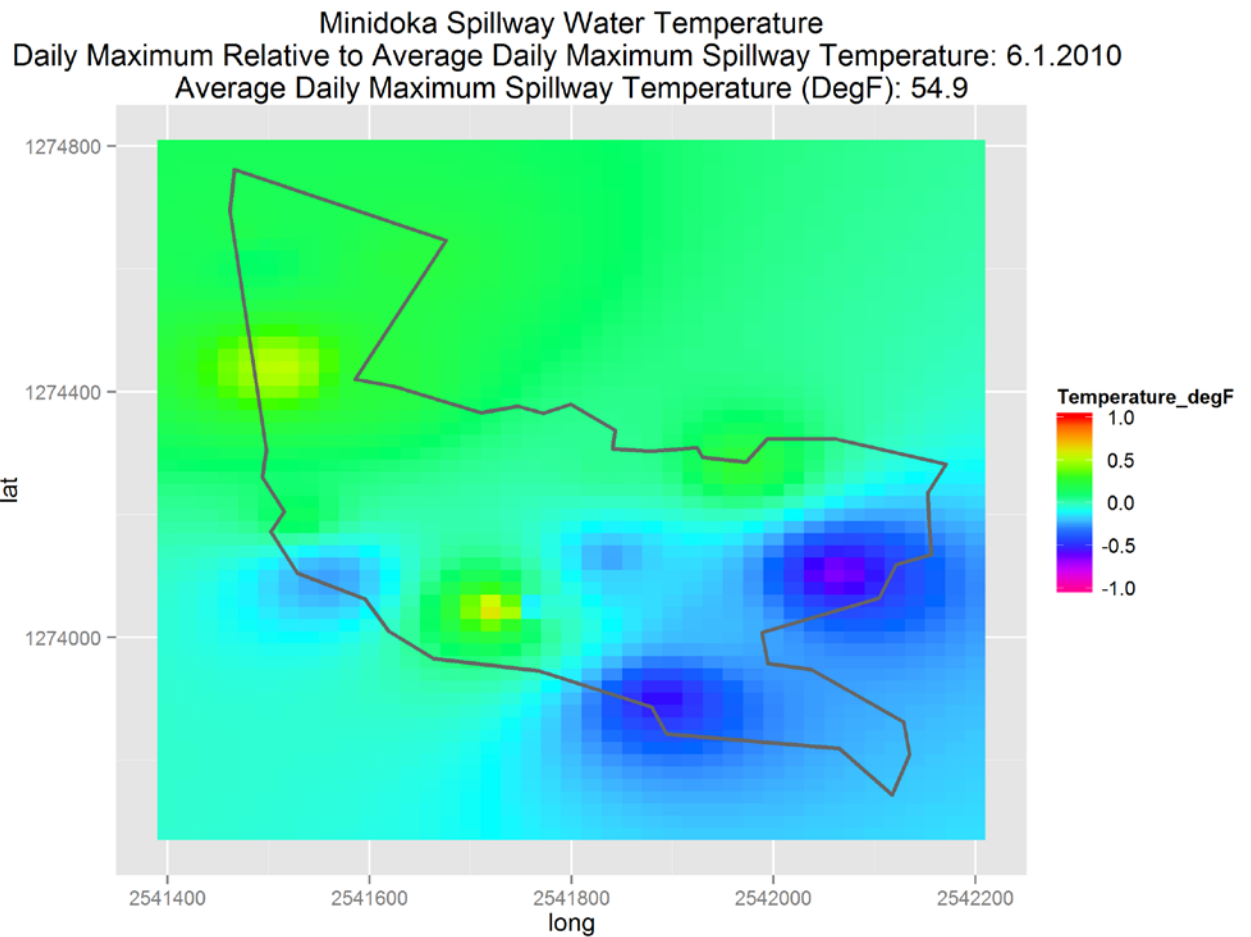 Minidoka Spillway Water Temperature
Daily Maximum Relative to Average Daily Maximum Spillway Temperature: 6.1.2010
Average Daily Maximum Spillway Temperature (DegF): 54.9
1274800
1274400
1274000
lat
2541400 2541600 2541800 2542000 2542200
long
Temperature_degF
1.0
0.5
0.0
-0.5
-1.0